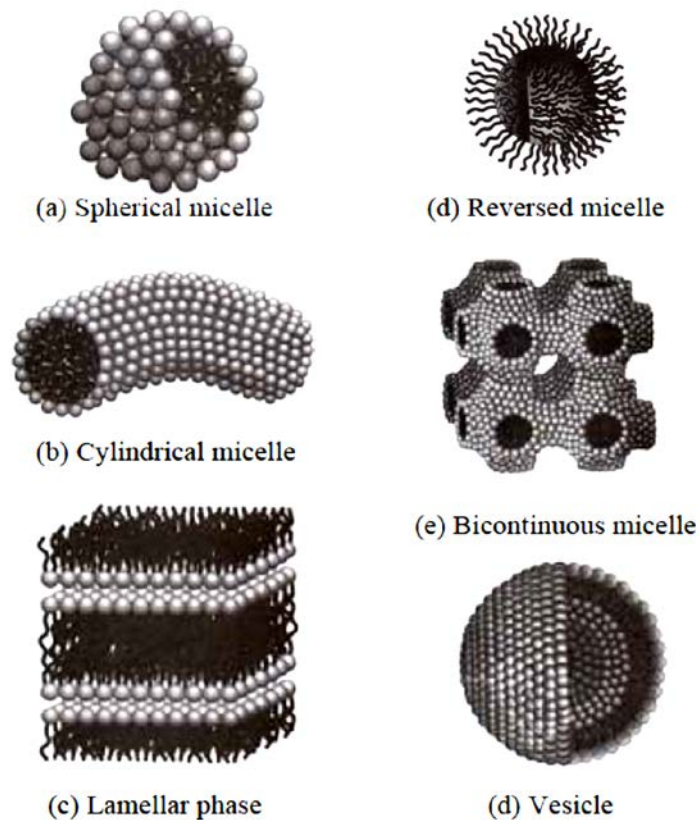 (a) Spherical micelle
(d) Reversed micelle
(b) Cylindrical micelle
(e) Bicontinuous micelle
(c) Lamellar phase
(d) Vesicle